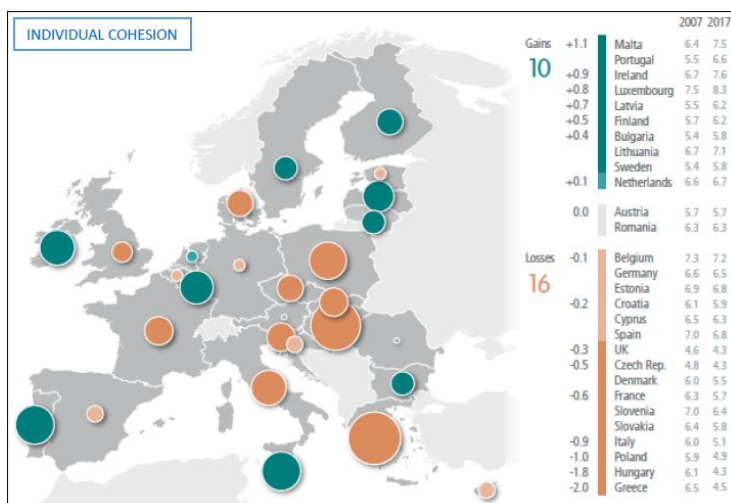 INDIVIDUAL COHESION
2007 2017
Gains +1.1 Malta 6.4 7.5
10 Portugal 5.5 6.6
+0.9 Ireland 6.7 7.6
+0.8 Luxembourg 7.5 8.3
+0.7 Latvia 5.5 6.2
+0.5 Finland 5.7 6.2
+0.4 Bulgaria 5.4 5.8
Lithuania 6.7 7.1
Sweden 5.4 5.8
+0.1 Netherlands 6.6 6.7
0.0 Austria 5.7 5.7
Romania 6.3 6.3
Losses -0.1 Belgium 7.3 7.2
16 Germany 6.6 6.5
Estonia 6.9 6.8
-0.2 Croatia 6.1 5.9
Cyprus 6.5 6.3
Spain 7.0 6.8
-0.3 UK 4.6 4.3
-0.5 Czech Rep. 4.8 4.3
Denmark 6.0 5.5
-0.6 France 6.3 5.7
Slovenia 7.0 6.4
Slovakia 6.4 5.8
-0.9 Italy 6.0 5.1
-1.0 Poland 5.9 4.9
-1.8 Hungary 6.1 4.3
-2.0 Greece 6.5 4.5